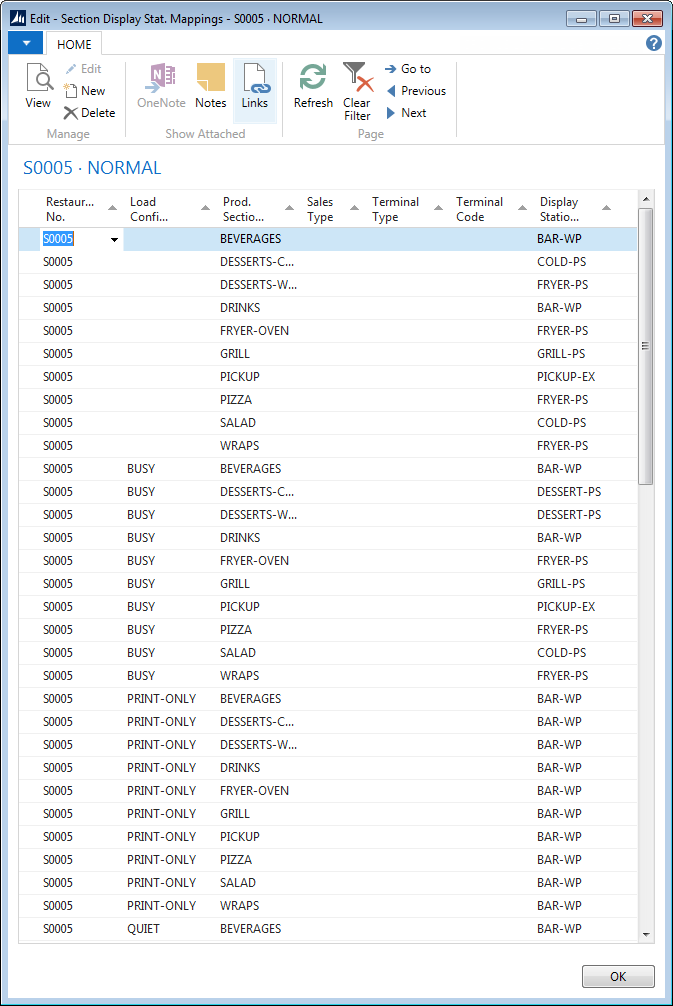 Edit - Section Display Stat. Mappings - S0005 · NORMAL
HOME
View
Edit
New
Delete
Manage
OneNote
Notes
Links
Show Attached
Refresh
Clear
Filter
Go to
Previous
Next
Page
S0005 · NORMAL
Restaur... Load Prod. Sales Terminal Terminal Display
No. Confi... Sectio... Type Type Code Statio...
S0005 BEVERAGES BAR-WP
S0005 DESSERTS-C... COLD-PS
S0005 DESSERTS-W... FRYER-PS
S0005 DRINKS BAR-WP
S0005 FRYER-OVEN FRYER-PS
S0005 GRILL GRILL-PS
S0005 PICKUP PICKUP-EX
S0005 PIZZA FRYER-PS
S0005 SALAD COLD-PS
S0005 WRAPS FRYER-PS
S0005 BUSY BEVERAGES BAR-WP
S0005 BUSY DESSERTS-C... DESSERT-PS
S0005 BUSY DESSERTS-W... DESSERT-PS
S0005 BUSY DRINKS BAR-WP
S0005 BUSY FRYER-OVEN FRYER-PS
S0005 BUSY GRILL GRILL-PS
S0005 BUSY PICKUP PICKUP-EX
S0005 BUSY PIZZA FRYER-PS
S0005 BUSY SALAD COLD-PS
S0005 BUSY WRAPS FRYER-PS
S0005 PRINT-ONLY BEVERAGES BAR-WP
S0005 PRINT-ONLY DESSERTS-C... BAR-WP
S0005 PRINT-ONLY DESSERTS-W... BAR-WP
S0005 PRINT-ONLY DRINKS BAR-WP
S0005 PRINT-ONLY FRYER-OVEN BAR-WP
S0005 PRINT-ONLY GRILL BAR-WP
S0005 PRINT-ONLY PICKUP BAR-WP
S0005 PRINT-ONLY PIZZA BAR-WP
S0005 PRINT-ONLY SALAD BAR-WP
S0005 PRINT-ONLY WRAPS BAR-WP
S0005 QUIET BEVERAGES BAR-WP
OK